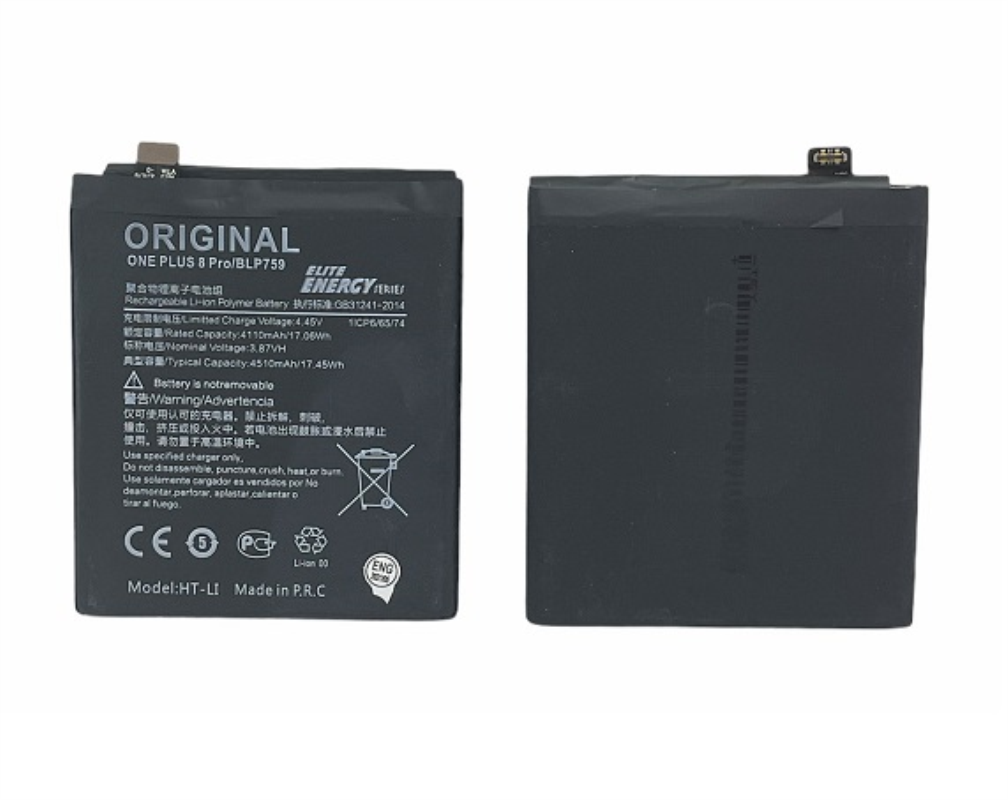 ORIGINAL
ONE PLUS 8 Pro/BLP759
ELITE
ENERGY SERIES
聚合物锂离子电池组
Rechargeable Li-ion Polymer Battery 执行标准:GB31241-2014
充电限制电压/Limited Charge Voltage:4.45V 1ICP6/65/74
额定容量/Rated Capacity:4110mAh/17.06Wh
标称电压/Nominal Voltage:3.87VH
典型容量/Typical Capacity:4510mAh/17.45Wh
Battery is notremovable
警告/Warning/Advertencia
仅可使用认可的充电器。禁止拆解，刺破，
撞击，挤压或投入火中。若电池出现鼓胀或浸水后禁止
使用。请勿置于高温环境中。
Use specified charger only,
Do not disassemble, puncture,crush, heat,or burn.
Use solamente cargador es vendidos por No
deamontar,perforar, aplastar,calientar o
tirar al fuego.
CE 5
Li-ion 00
ENG
Model:HT-LI Made in P.R.C